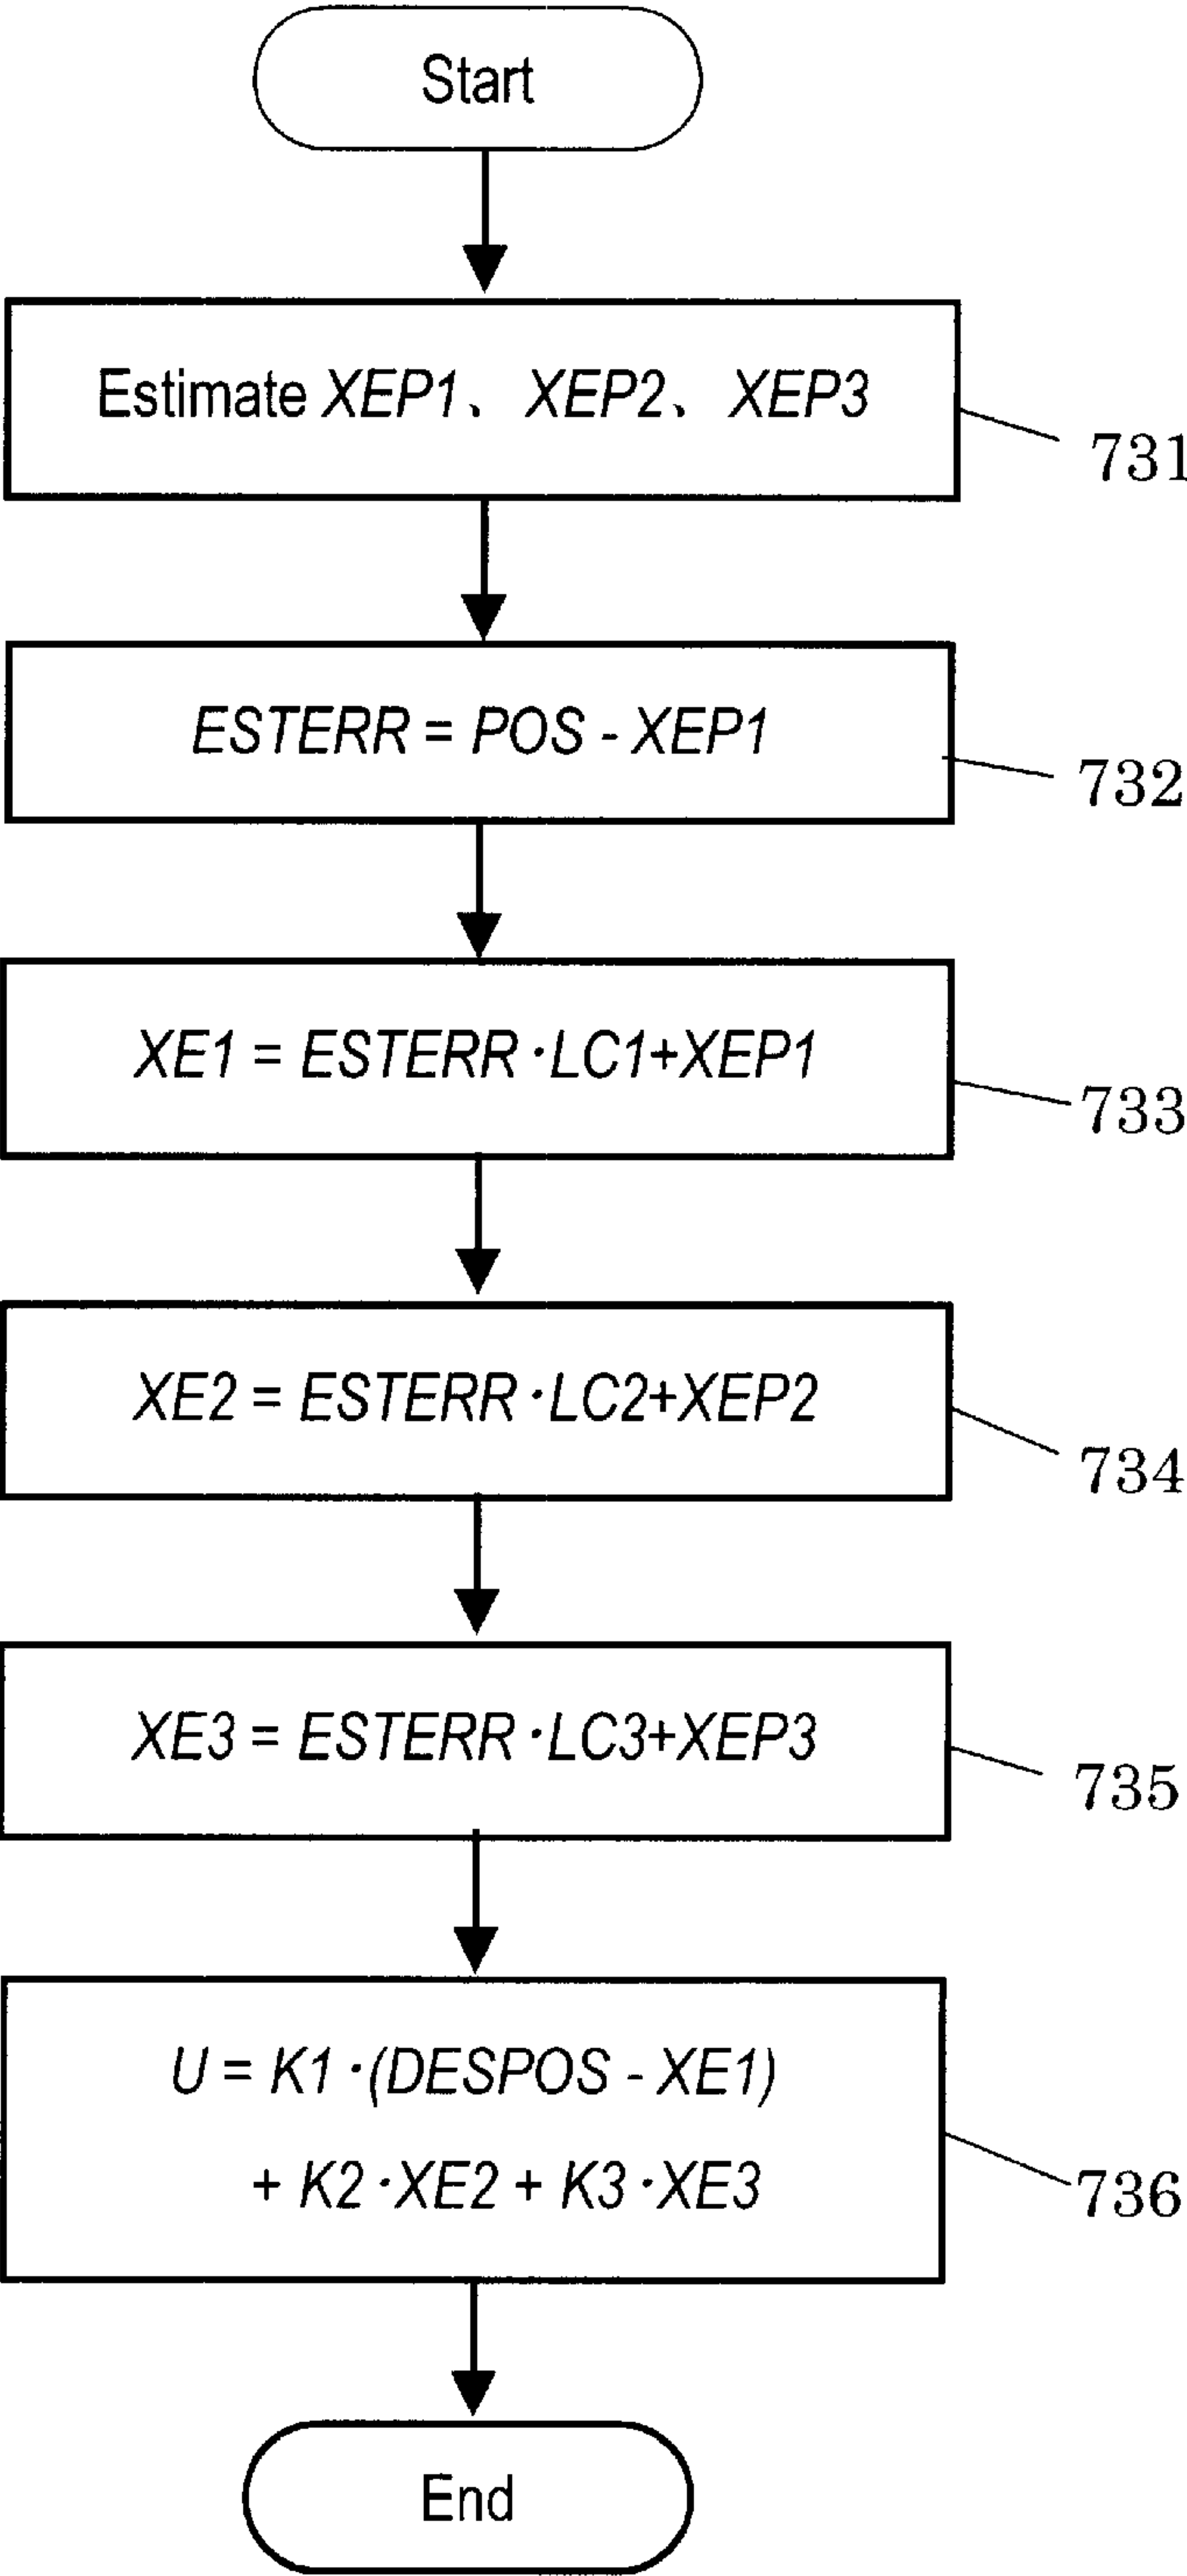 Start
Estimate XEP1、 XEP2、 XEP3
731
ESTERR = POS - XEP1
732
XE1 = ESTERR·LC1+XEP1
733
XE2 = ESTERR·LC2+XEP2
734
XE3 = ESTERR·LC3+XEP3
735
U = K1·(DESPOS - XE1)
+ K2·XE2 + K3·XE3
736
End